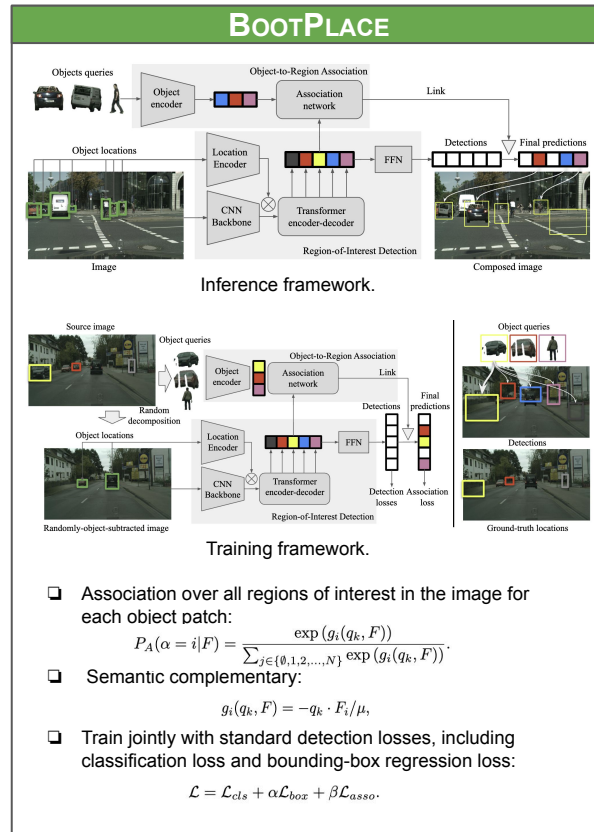 BOOTPLACE
Objects queries
Object encoder
Object-to-Region Association
Association network
Link
Object locations
Location Encoder
FFN
Detections
Final predictions
CNN Backbone
Transformer encoder-decoder
Region-of-Interest Detection
Image
Composed image
Inference framework.
Source image
Object queries
Object encoder
Object-to-Region Association
Association network
Link
Random decomposition
Detections
Final predictions
Object locations
Location Encoder
FFN
CNN Backbone
Transformer encoder-decoder
Region-of-Interest Detection
Detection losses
Association loss
Randomly-object-subtracted image
Object queries
Detections
Ground-truth locations
Training framework.
❏ Association over all regions of interest in the image for
each object patch:
P_A(α = i|F) = exp (g_i(q_k, F)) / ∑_{j∈{∅,1,2,...,N}} exp (g_i(q_k, F)).
❏ Semantic complementary:
g_i(q_k, F) = −q_k · F_i/μ,
❏ Train jointly with standard detection losses, including
classification loss and bounding-box regression loss:
ℒ = ℒ_cls + αℒ_box + βℒ_asso.